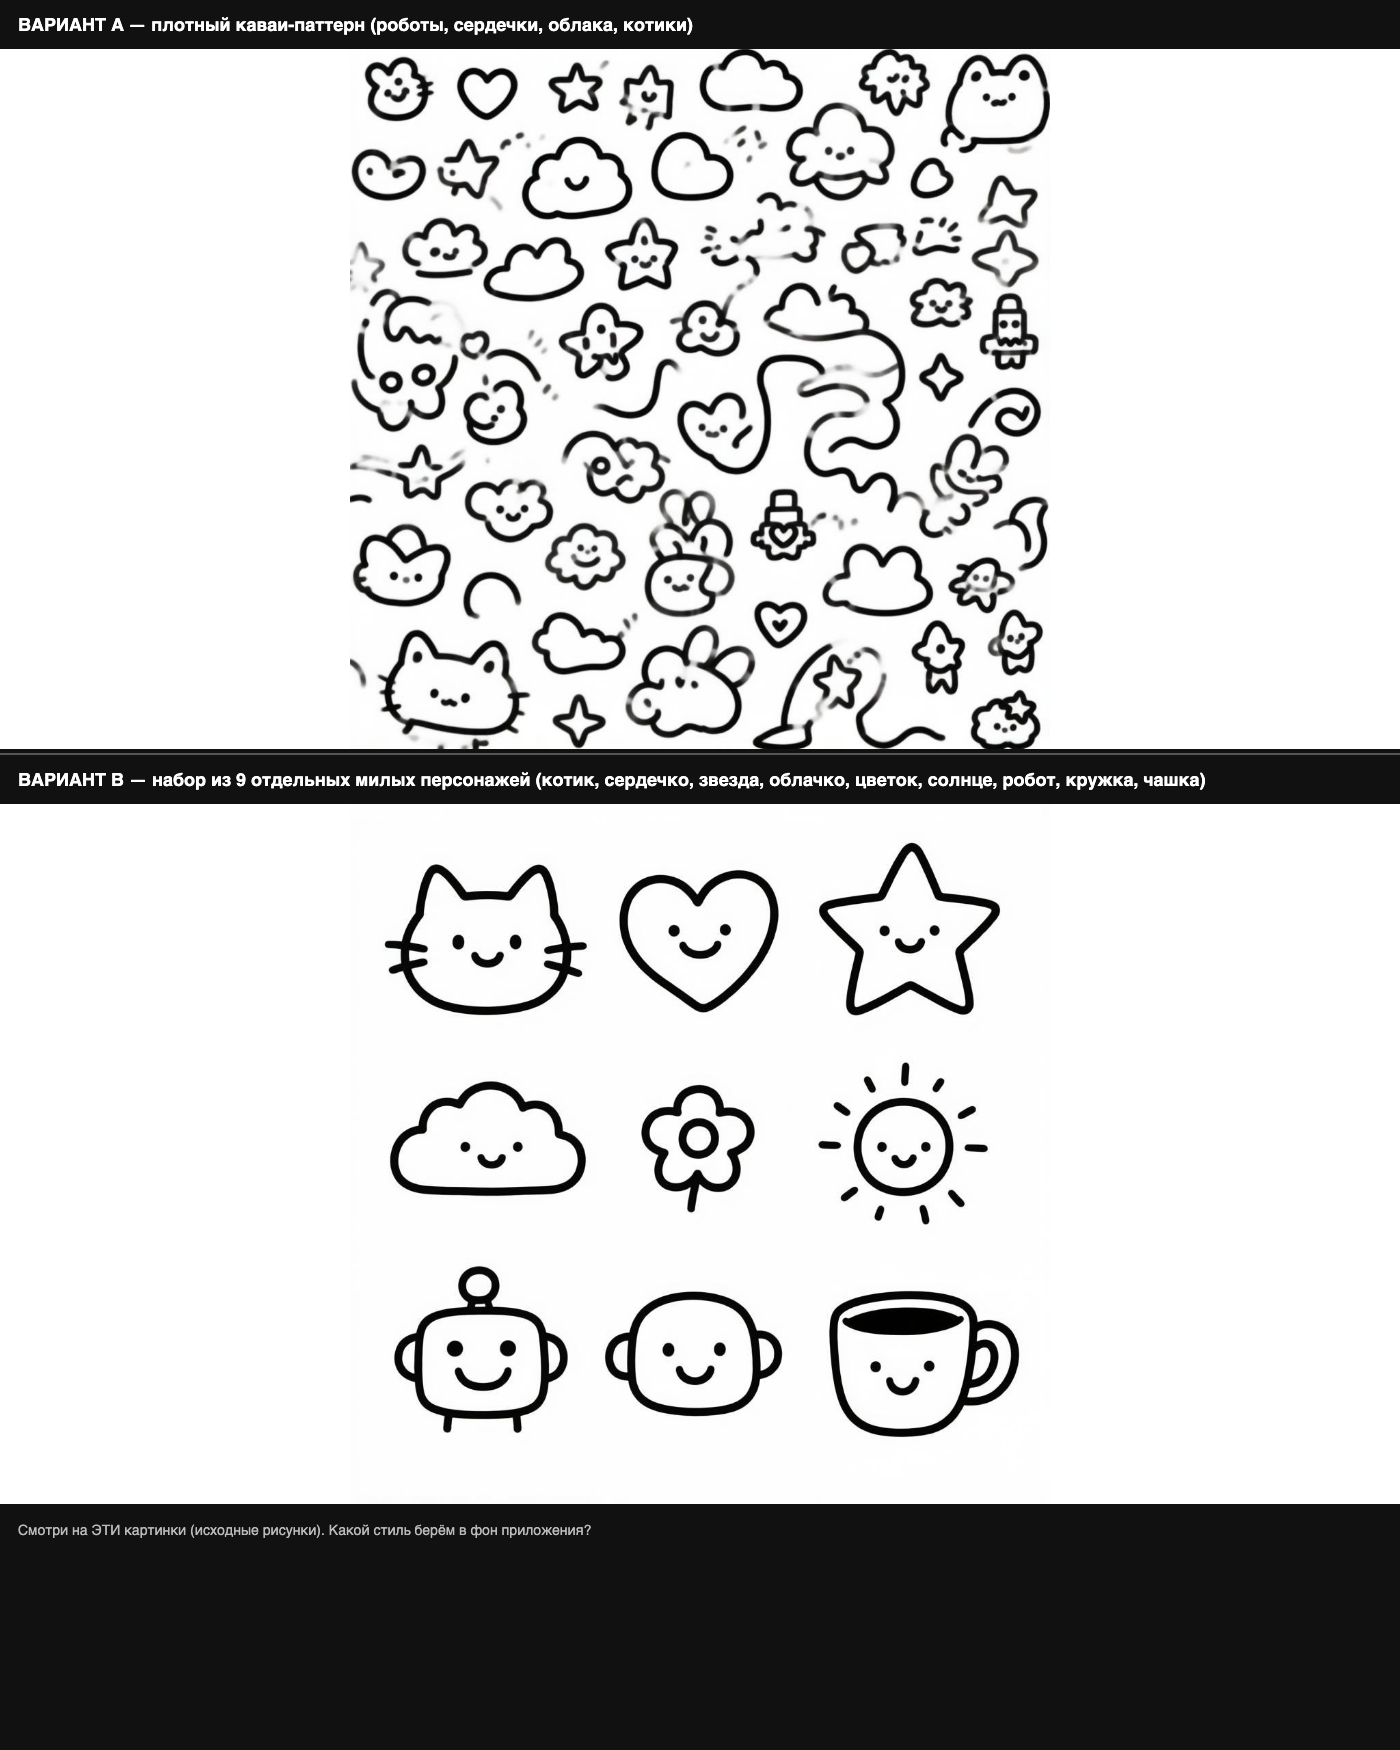 ВАРИАНТ A — плотный каваи-паттерн (роботы, сердечки, облака, котики)
ВАРИАНТ B — набор из 9 отдельных милых персонажей (котик, сердечко, звезда, облачко, цветок, солнце, робот, кружка, чашка)
Смотри на ЭТИ картинки (исходные рисунки). Какой стиль берём в фон приложения?